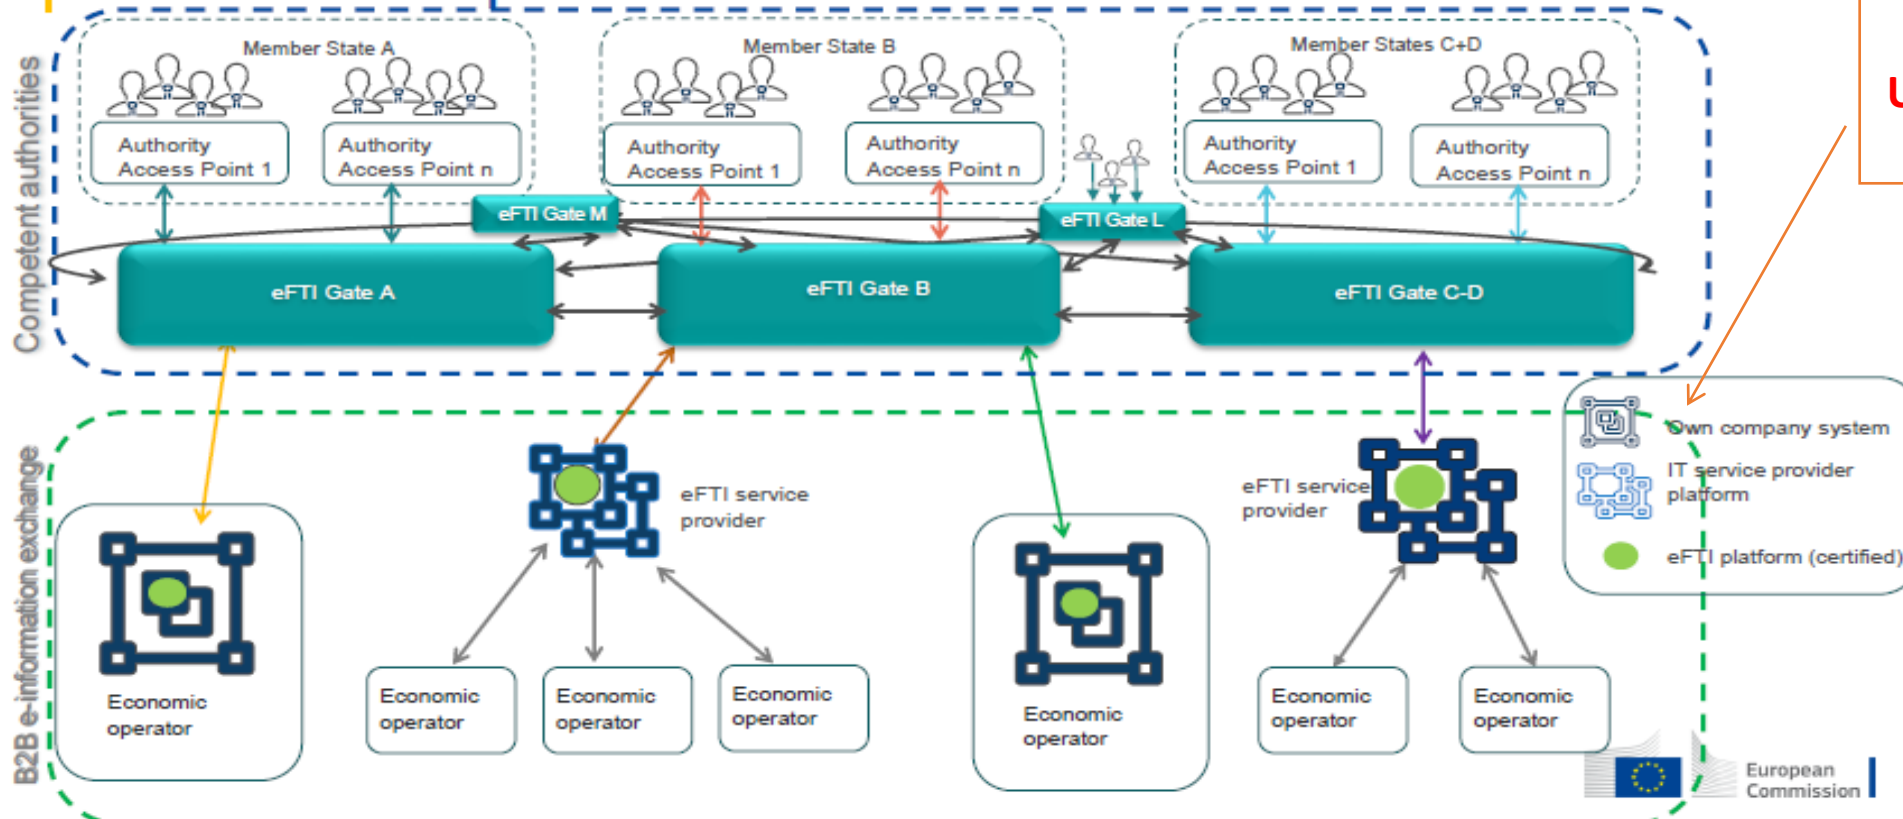 Competent authorities
Member State A
Member State B
Member States C+D
Authority
Access Point 1
Authority
Access Point n
Authority
Access Point 1
Authority
Access Point n
Authority
Access Point 1
Authority
Access Point n
eFTI Gate M
eFTI Gate L
eFTI Gate A
eFTI Gate B
eFTI Gate C-D
B2B e-information exchange
Own company system
IT service provider
platform
eFTI platform (certified)
eFTI service
provider
eFTI service
provider
Economic
operator
Economic
operator
Economic
operator
Economic
operator
Economic
operator
Economic
operator
Economic
operator
European
Commission